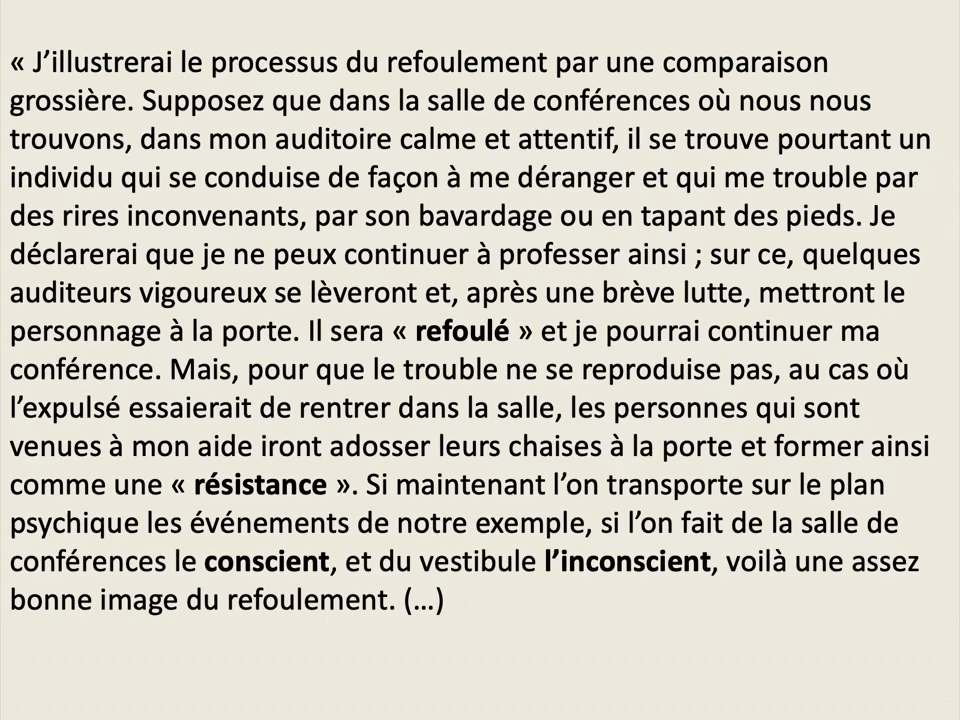 « J’illustrerai le processus du refoulement par une comparaison
grossière. Supposez que dans la salle de conférences où nous nous
trouvons, dans mon auditoire calme et attentif, il se trouve pourtant un
individu qui se conduise de façon à me déranger et qui me trouble par
des rires inconvenants, par son bavardage ou en tapant des pieds. Je
déclarerai que je ne peux continuer à professer ainsi ; sur ce, quelques
auditeurs vigoureux se lèveront et, après une brève lutte, mettront le
personnage à la porte. Il sera « refoulé » et je pourrai continuer ma
conférence. Mais, pour que le trouble ne se reproduise pas, au cas où
l’expulsé essaierait de rentrer dans la salle, les personnes qui sont
venues à mon aide iront adosser leurs chaises à la porte et former ainsi
comme une « résistance ». Si maintenant l’on transporte sur le plan
psychique les événements de notre exemple, si l’on fait de la salle de
conférences le conscient, et du vestibule l’inconscient, voilà une assez
bonne image du refoulement. (…)